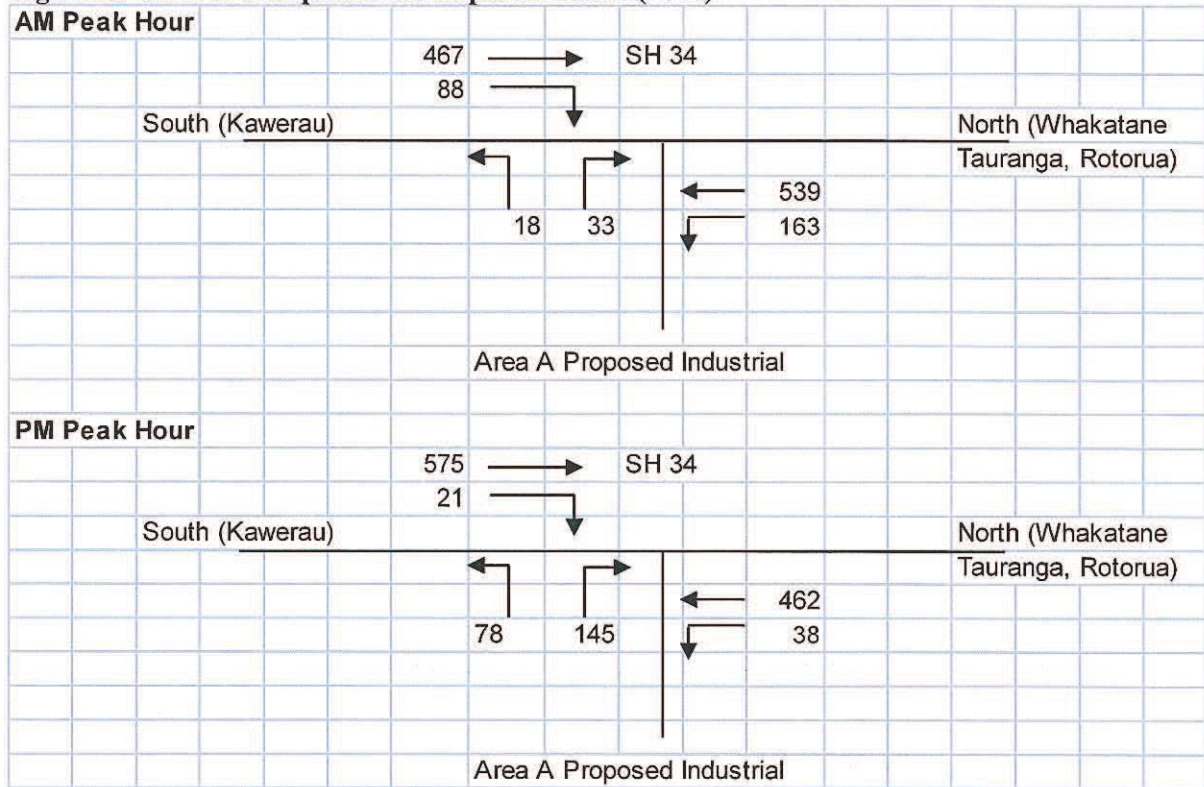 AM Peak Hour
467 SH 34
88
South (Kawerau) North (Whakatane
Tauranga, Rotorua)
539
18 33 163
Area A Proposed Industrial
PM Peak Hour
575 SH 34
21
South (Kawerau) North (Whakatane
Tauranga, Rotorua)
462
78 145 38
Area A Proposed Industrial